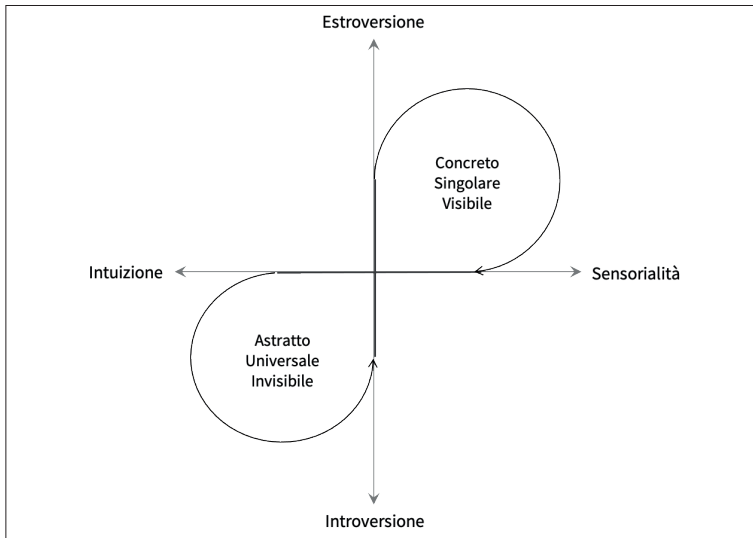 Estroversione
Concreto
Singolare
Visibile
Intuizione
Sensorialità
Astratto
Universale
Invisibile
Introversione